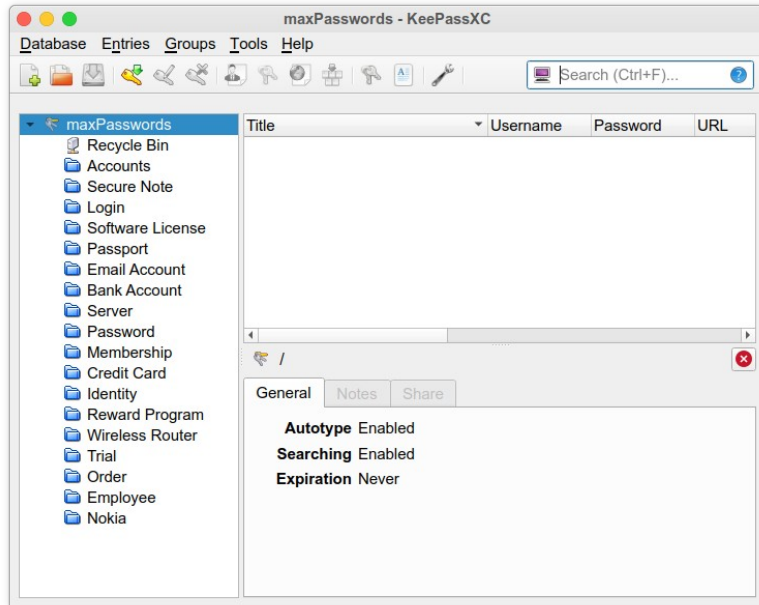 maxPasswords - KeePassXC
Database Entries Groups Tools Help
Search (Ctrl+F)...
maxPasswords
Recycle Bin
Accounts
Secure Note
Login
Software License
Passport
Email Account
Bank Account
Server
Password
Membership
Credit Card
Identity
Reward Program
Wireless Router
Trial
Order
Employee
Nokia
Title Username Password URL
/
General Notes Share
Autotype Enabled
Searching Enabled
Expiration Never